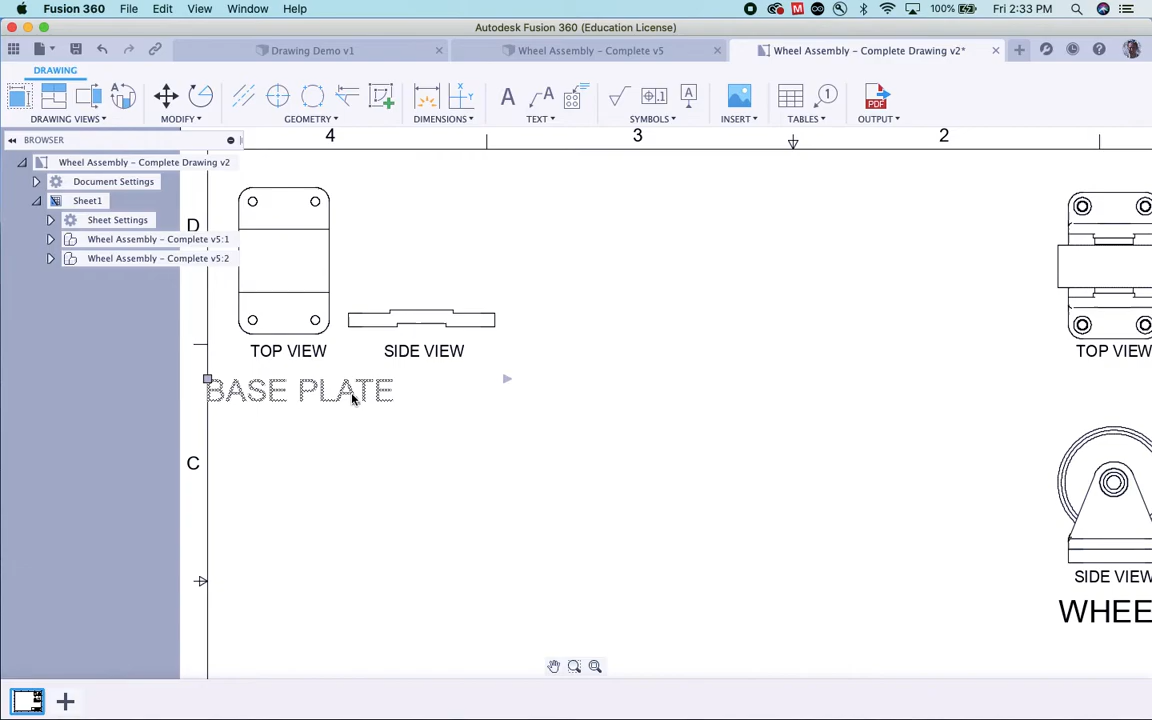 Fusion 360 File Edit View Window Help 100% Fri 2:33 PM
Autodesk Fusion 360 (Education License)
Drawing Demo v1 Wheel Assembly - Complete v5 Wheel Assembly - Complete Drawing v2*
DRAWING
DRAWING VIEWS MODIFY GEOMETRY DIMENSIONS TEXT SYMBOLS INSERT TABLES OUTPUT
BROWSER
4 3 2
Wheel Assembly - Complete Drawing v2
Document Settings
Sheet1
D
Sheet Settings
Wheel Assembly - Complete v5:1
Wheel Assembly - Complete v5:2
TOP VIEW SIDE VIEW TOP VIEW
BASE PLATE
C
SIDE VIEW
WHEE